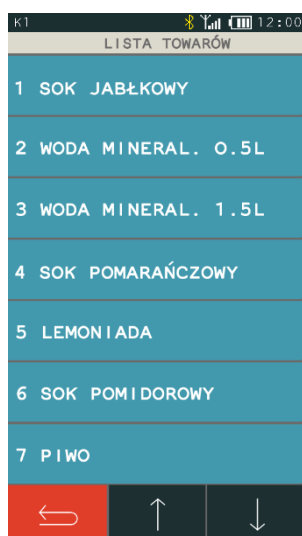 K1 12:00
LISTA TOWARÓW
1 SOK JABŁKOWY
2 WODA MINERAL. 0.5L
3 WODA MINERAL. 1.5L
4 SOK POMARAŃCZOWY
5 LEMONIADA
6 SOK POMIDOROWY
7 PIWO